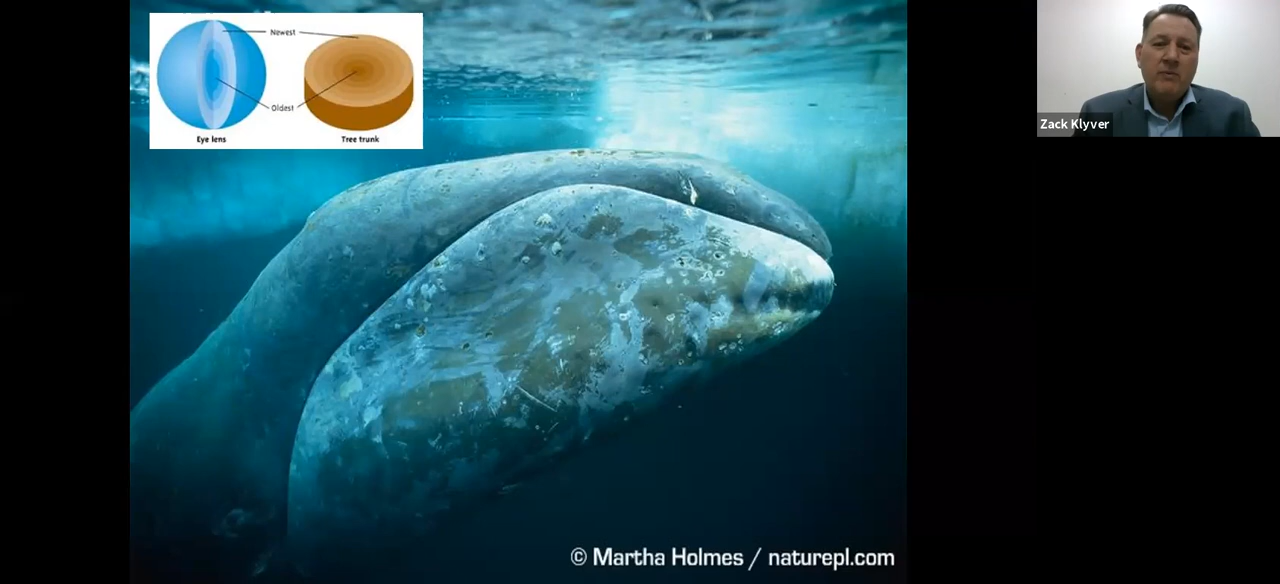 Newest
Oldest
Eye lens
Tree trunk
Zack Klyver
© Martha Holmes / naturepl.com